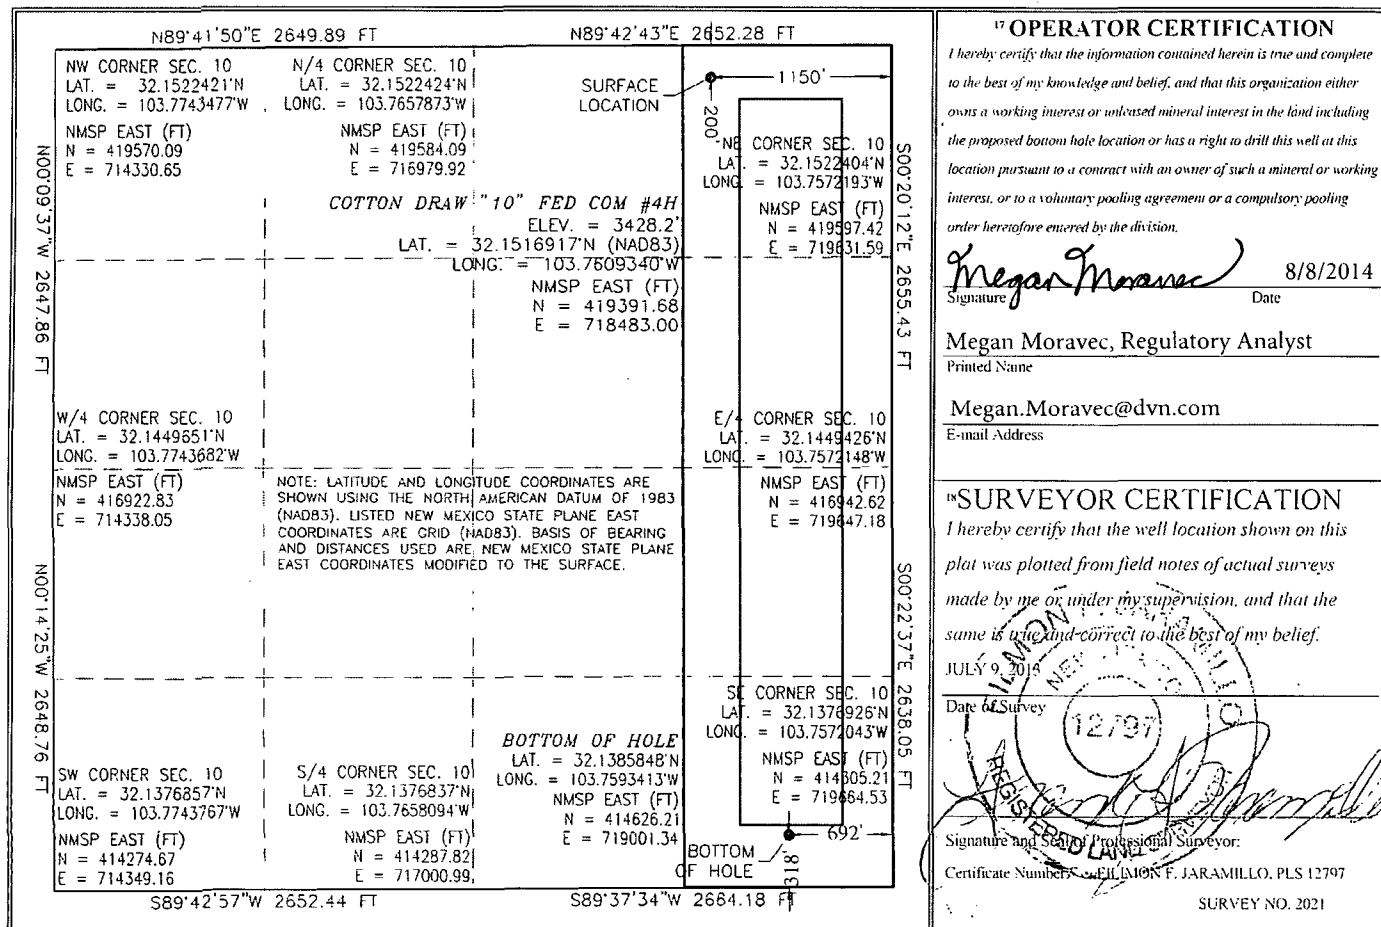 N89°41'50"E 2649.89 FT
N89°42'43"E 2652.28 FT
NW CORNER SEC. 10
LAT. = 32.1522421°N
LONG. = 103.7743477°W
NMSP EAST (FT)
N = 419570.09
E = 714330.65
N/4 CORNER SEC. 10
LAT. = 32.1522424°N
LONG. = 103.7657873°W
NMSP EAST (FT)
N = 419584.09
E = 716979.92
SURFACE
LOCATION
1150'
200'
NE CORNER SEC. 10
LAT. = 32.1522404°N
LONG. = 103.7572193°W
NMSP EAST (FT)
N = 419597.42
E = 719631.59
COTTON DRAW "10" FED COM #4H
ELEV. = 3428.2'
LAT. = 32.1516917°N (NAD83)
LONG. = 103.7609340°W
NMSP EAST (FT)
N = 419391.68
E = 718483.00
N00°09'37"W 2647.86 FT
S00°20'12"E 2655.43 FT
W/4 CORNER SEC. 10
LAT. = 32.1449651°N
LONG. = 103.7743682°W
NMSP EAST (FT)
N = 416922.83
E = 714338.05
E/4 CORNER SEC. 10
LAT. = 32.1449426°N
LONG. = 103.7572148°W
NMSP EAST (FT)
N = 416942.62
E = 719647.18
NOTE: LATITUDE AND LONGITUDE COORDINATES ARE
SHOWN USING THE NORTH AMERICAN DATUM OF 1983
(NAD83). LISTED NEW MEXICO STATE PLANE EAST
COORDINATES ARE GRID (NAD83). BASIS OF BEARING
AND DISTANCES USED ARE NEW MEXICO STATE PLANE
EAST COORDINATES MODIFIED TO THE SURFACE.
N00°14'25"W 2648.76 FT
S00°22'37"E 2638.05 FT
SW CORNER SEC. 10
LAT. = 32.1376857°N
LONG. = 103.7743767°W
NMSP EAST (FT)
N = 414274.67
E = 714349.16
S/4 CORNER SEC. 10
LAT. = 32.1376837°N
LONG. = 103.7658094°W
NMSP EAST (FT)
N = 414287.82
E = 717000.99
BOTTOM OF HOLE
LAT. = 32.1385848°N
LONG. = 103.7593413°W
NMSP EAST (FT)
N = 414626.21
E = 719001.34
SE CORNER SEC. 10
LAT. = 32.1376926°N
LONG. = 103.7572043°W
NMSP EAST (FT)
N = 414305.21
E = 719664.53
BOTTOM
OF HOLE
692'
318'
S89°42'57"W 2652.44 FT
S89°37'34"W 2664.18 FT
17 OPERATOR CERTIFICATION
I hereby certify that the information contained herein is true and complete
to the best of my knowledge and belief, and that this organization either
owns a working interest or unleased mineral interest in the land including
the proposed bottom hole location or has a right to drill this well at this
location pursuant to a contract with an owner of such a mineral or working
interest, or to a voluntary pooling agreement or a compulsory pooling
order heretofore entered by the division.
Megan Moravec 8/8/2014
Signature Date
Megan Moravec, Regulatory Analyst
Printed Name
Megan.Moravec@dvn.com
E-mail Address
18 SURVEYOR CERTIFICATION
I hereby certify that the well location shown on this
plat was plotted from field notes of actual surveys
made by me or under my supervision, and that the
same is true and correct to the best of my belief.
JULY 9, 2013
Date of Survey
12797
REGISTERED LAND
Signature and Seal of Professional Surveyor:
Certificate Number: FILIMON F. JARAMILLO, PLS 12797
SURVEY NO. 2021